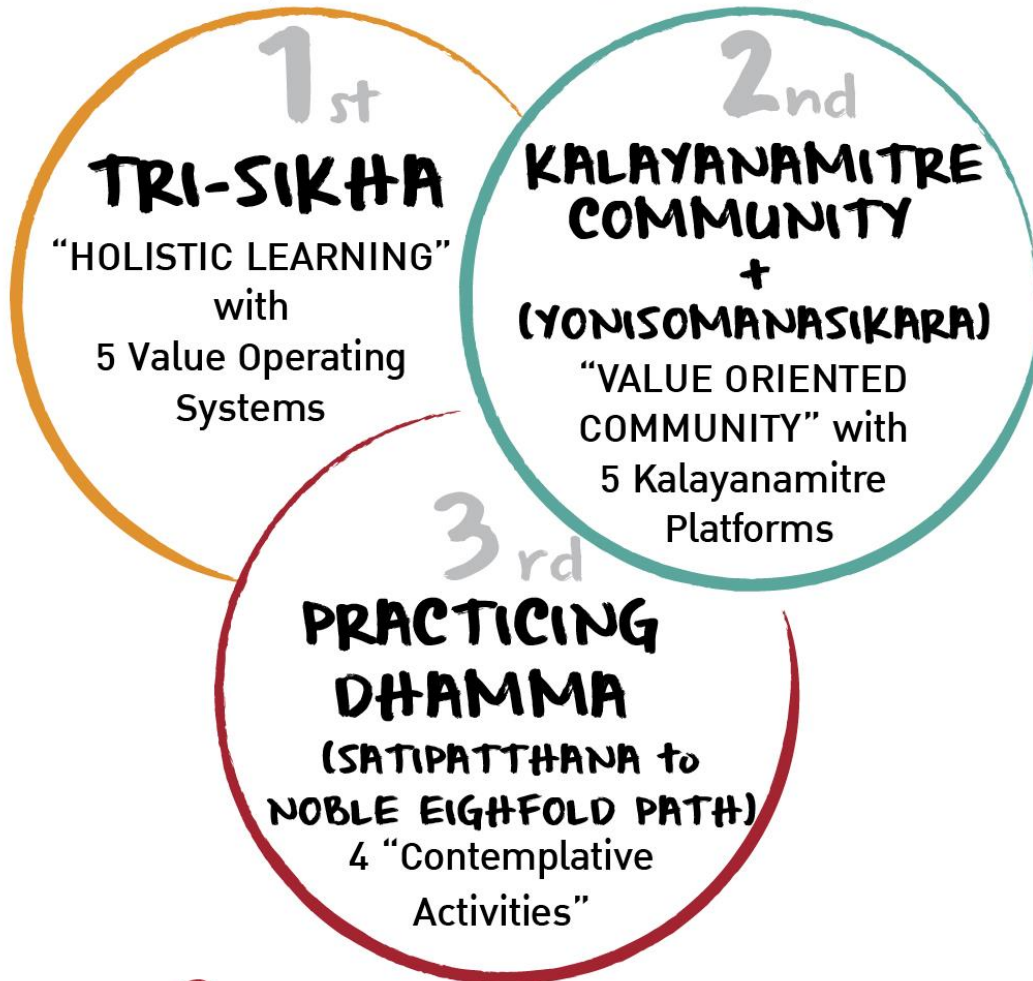 1st
TRI-SIKHA
“HOLISTIC LEARNING”
with
5 Value Operating
Systems
2nd
KALAYANAMITRE
COMMUNITY
+
(YONISOMANASIKARA)
“VALUE ORIENTED
COMMUNITY” with
5 Kalayanamitre
Platforms
3rd
PRACTICING
DHAMMA
(SATIPATTHANA to
NOBLE EIGHFOLD PATH)
4 “Contemplative
Activities”